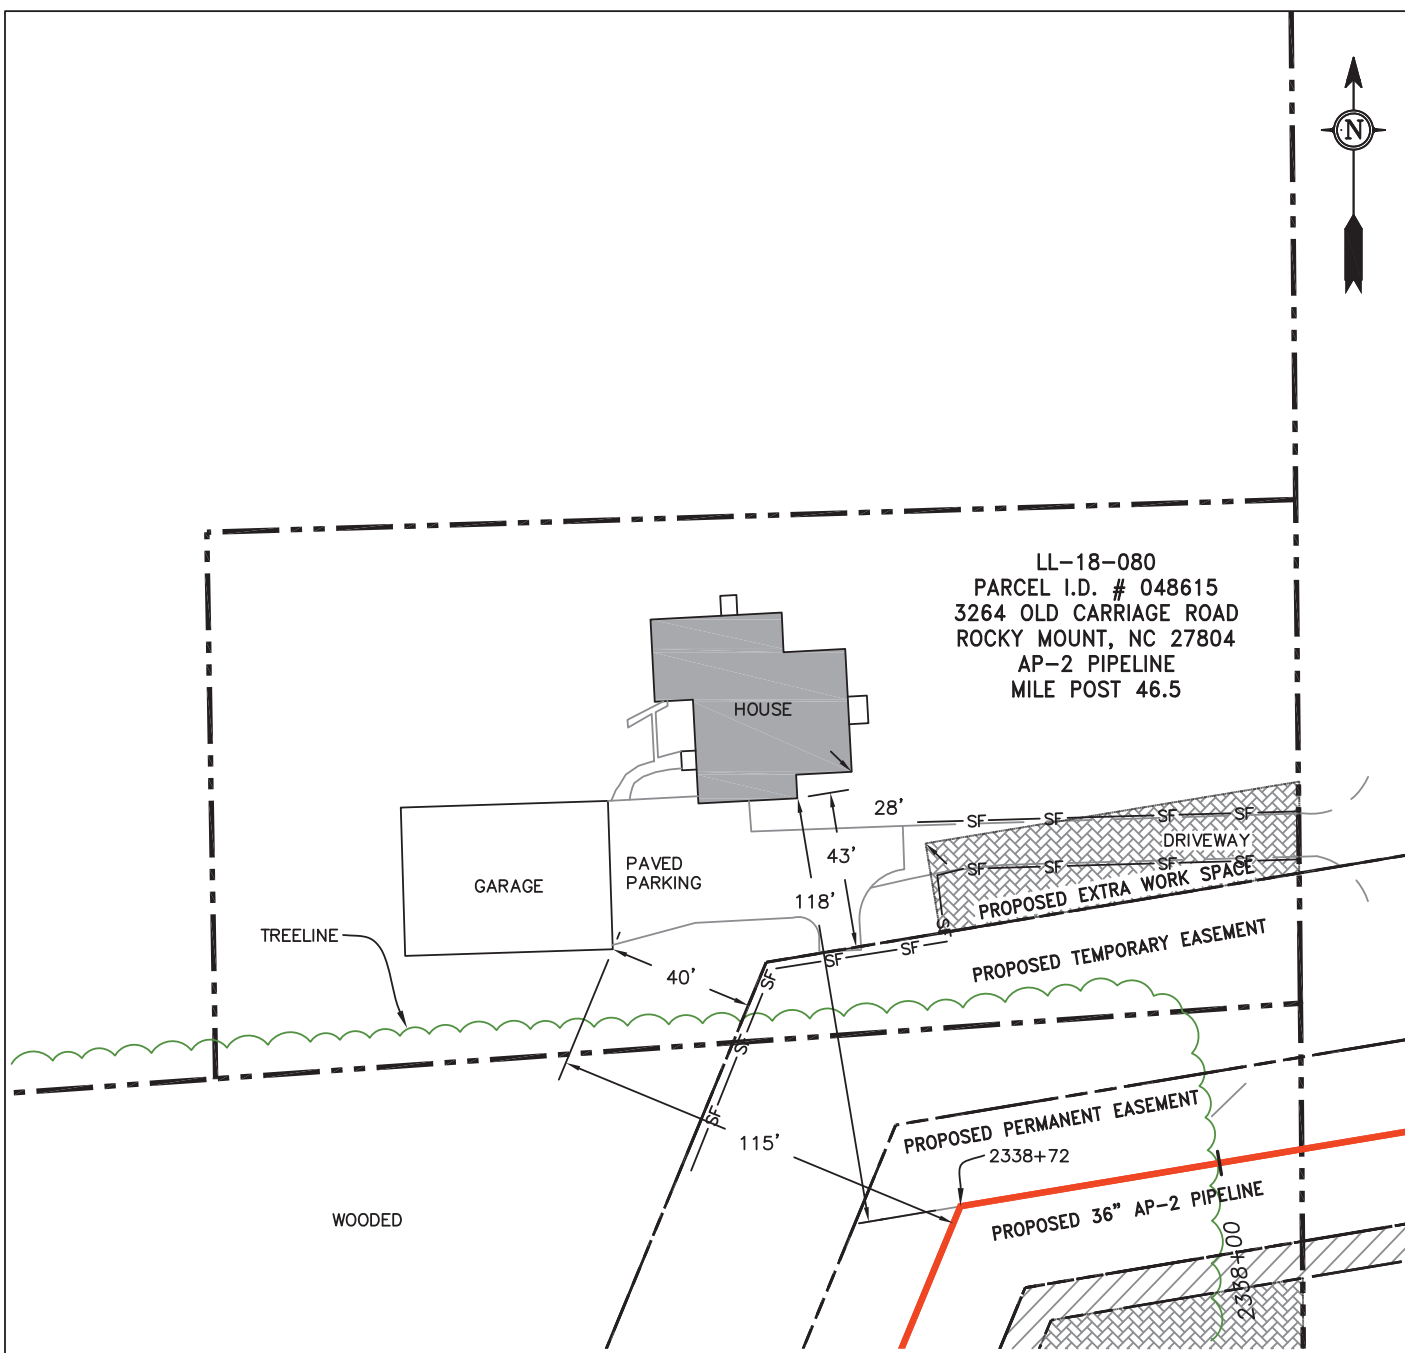 N
LL-18-080
PARCEL I.D. # 048615
3264 OLD CARRIAGE ROAD
ROCKY MOUNT, NC 27804
AP-2 PIPELINE
MILE POST 46.5
HOUSE
28'
SF SF SF SF
DRIVEWAY
43'
PAVED
PARKING
SF SF SF SF
GARAGE
118'
PROPOSED EXTRA WORK SPACE
SF
TREELINE
SF SF
PROPOSED TEMPORARY EASEMENT
40'
SF
SF
SF
115'
PROPOSED PERMANENT EASEMENT
2338+72
WOODED
PROPOSED 36" AP-2 PIPELINE
2338+00